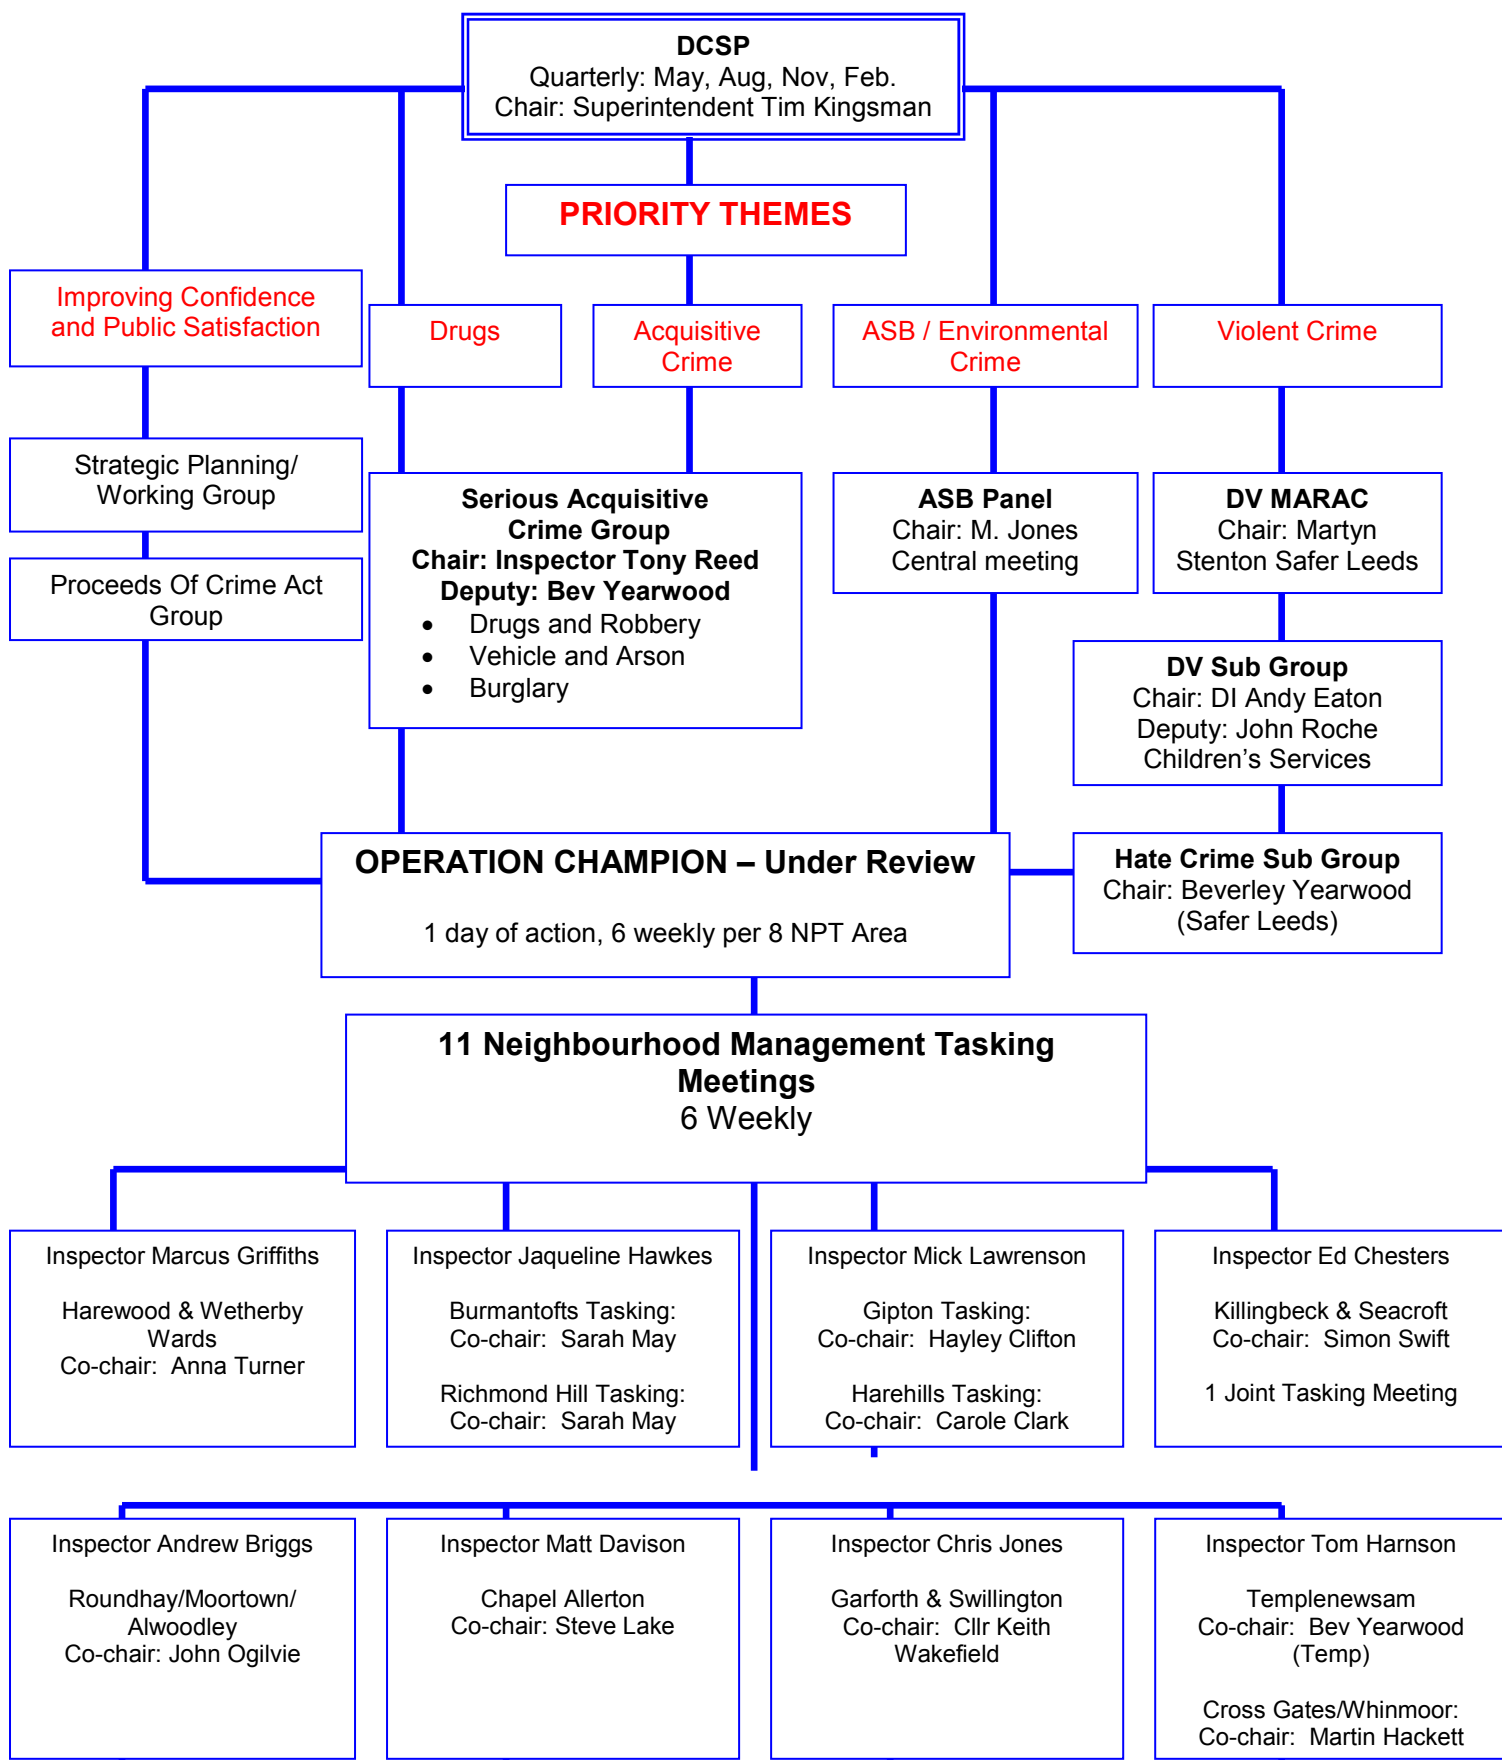 DCSP
Quarterly: May, Aug, Nov, Feb.
Chair: Superintendent Tim Kingsman
PRIORITY THEMES
Improving Confidence
and Public Satisfaction
Drugs
Acquisitive
Crime
ASB / Environmental
Crime
Violent Crime
Strategic Planning/
Working Group
Proceeds Of Crime Act
Group
Serious Acquisitive
Crime Group
Chair: Inspector Tony Reed
Deputy: Bev Yearwood
• Drugs and Robbery
• Vehicle and Arson
• Burglary
ASB Panel
Chair: M. Jones
Central meeting
DV MARAC
Chair: Martyn
Stenton Safer Leeds
DV Sub Group
Chair: DI Andy Eaton
Deputy: John Roche
Children’s Services
Hate Crime Sub Group
Chair: Beverley Yearwood
(Safer Leeds)
OPERATION CHAMPION – Under Review
1 day of action, 6 weekly per 8 NPT Area
11 Neighbourhood Management Tasking
Meetings
6 Weekly
Inspector Marcus Griffiths
Harewood & Wetherby
Wards
Co-chair: Anna Turner
Inspector Jaqueline Hawkes
Burmantofts Tasking:
Co-chair: Sarah May
Richmond Hill Tasking:
Co-chair: Sarah May
Inspector Mick Lawrenson
Gipton Tasking:
Co-chair: Hayley Clifton
Harehills Tasking:
Co-chair: Carole Clark
Inspector Ed Chesters
Killingbeck & Seacroft
Co-chair: Simon Swift
1 Joint Tasking Meeting
Inspector Andrew Briggs
Roundhay/Moortown/
Alwoodley
Co-chair: John Ogilvie
Inspector Matt Davison
Chapel Allerton
Co-chair: Steve Lake
Inspector Chris Jones
Garforth & Swillington
Co-chair: Cllr Keith
Wakefield
Inspector Tom Harnson
Templenewsam
Co-chair: Bev Yearwood
(Temp)
Cross Gates/Whinmoor:
Co-chair: Martin Hackett